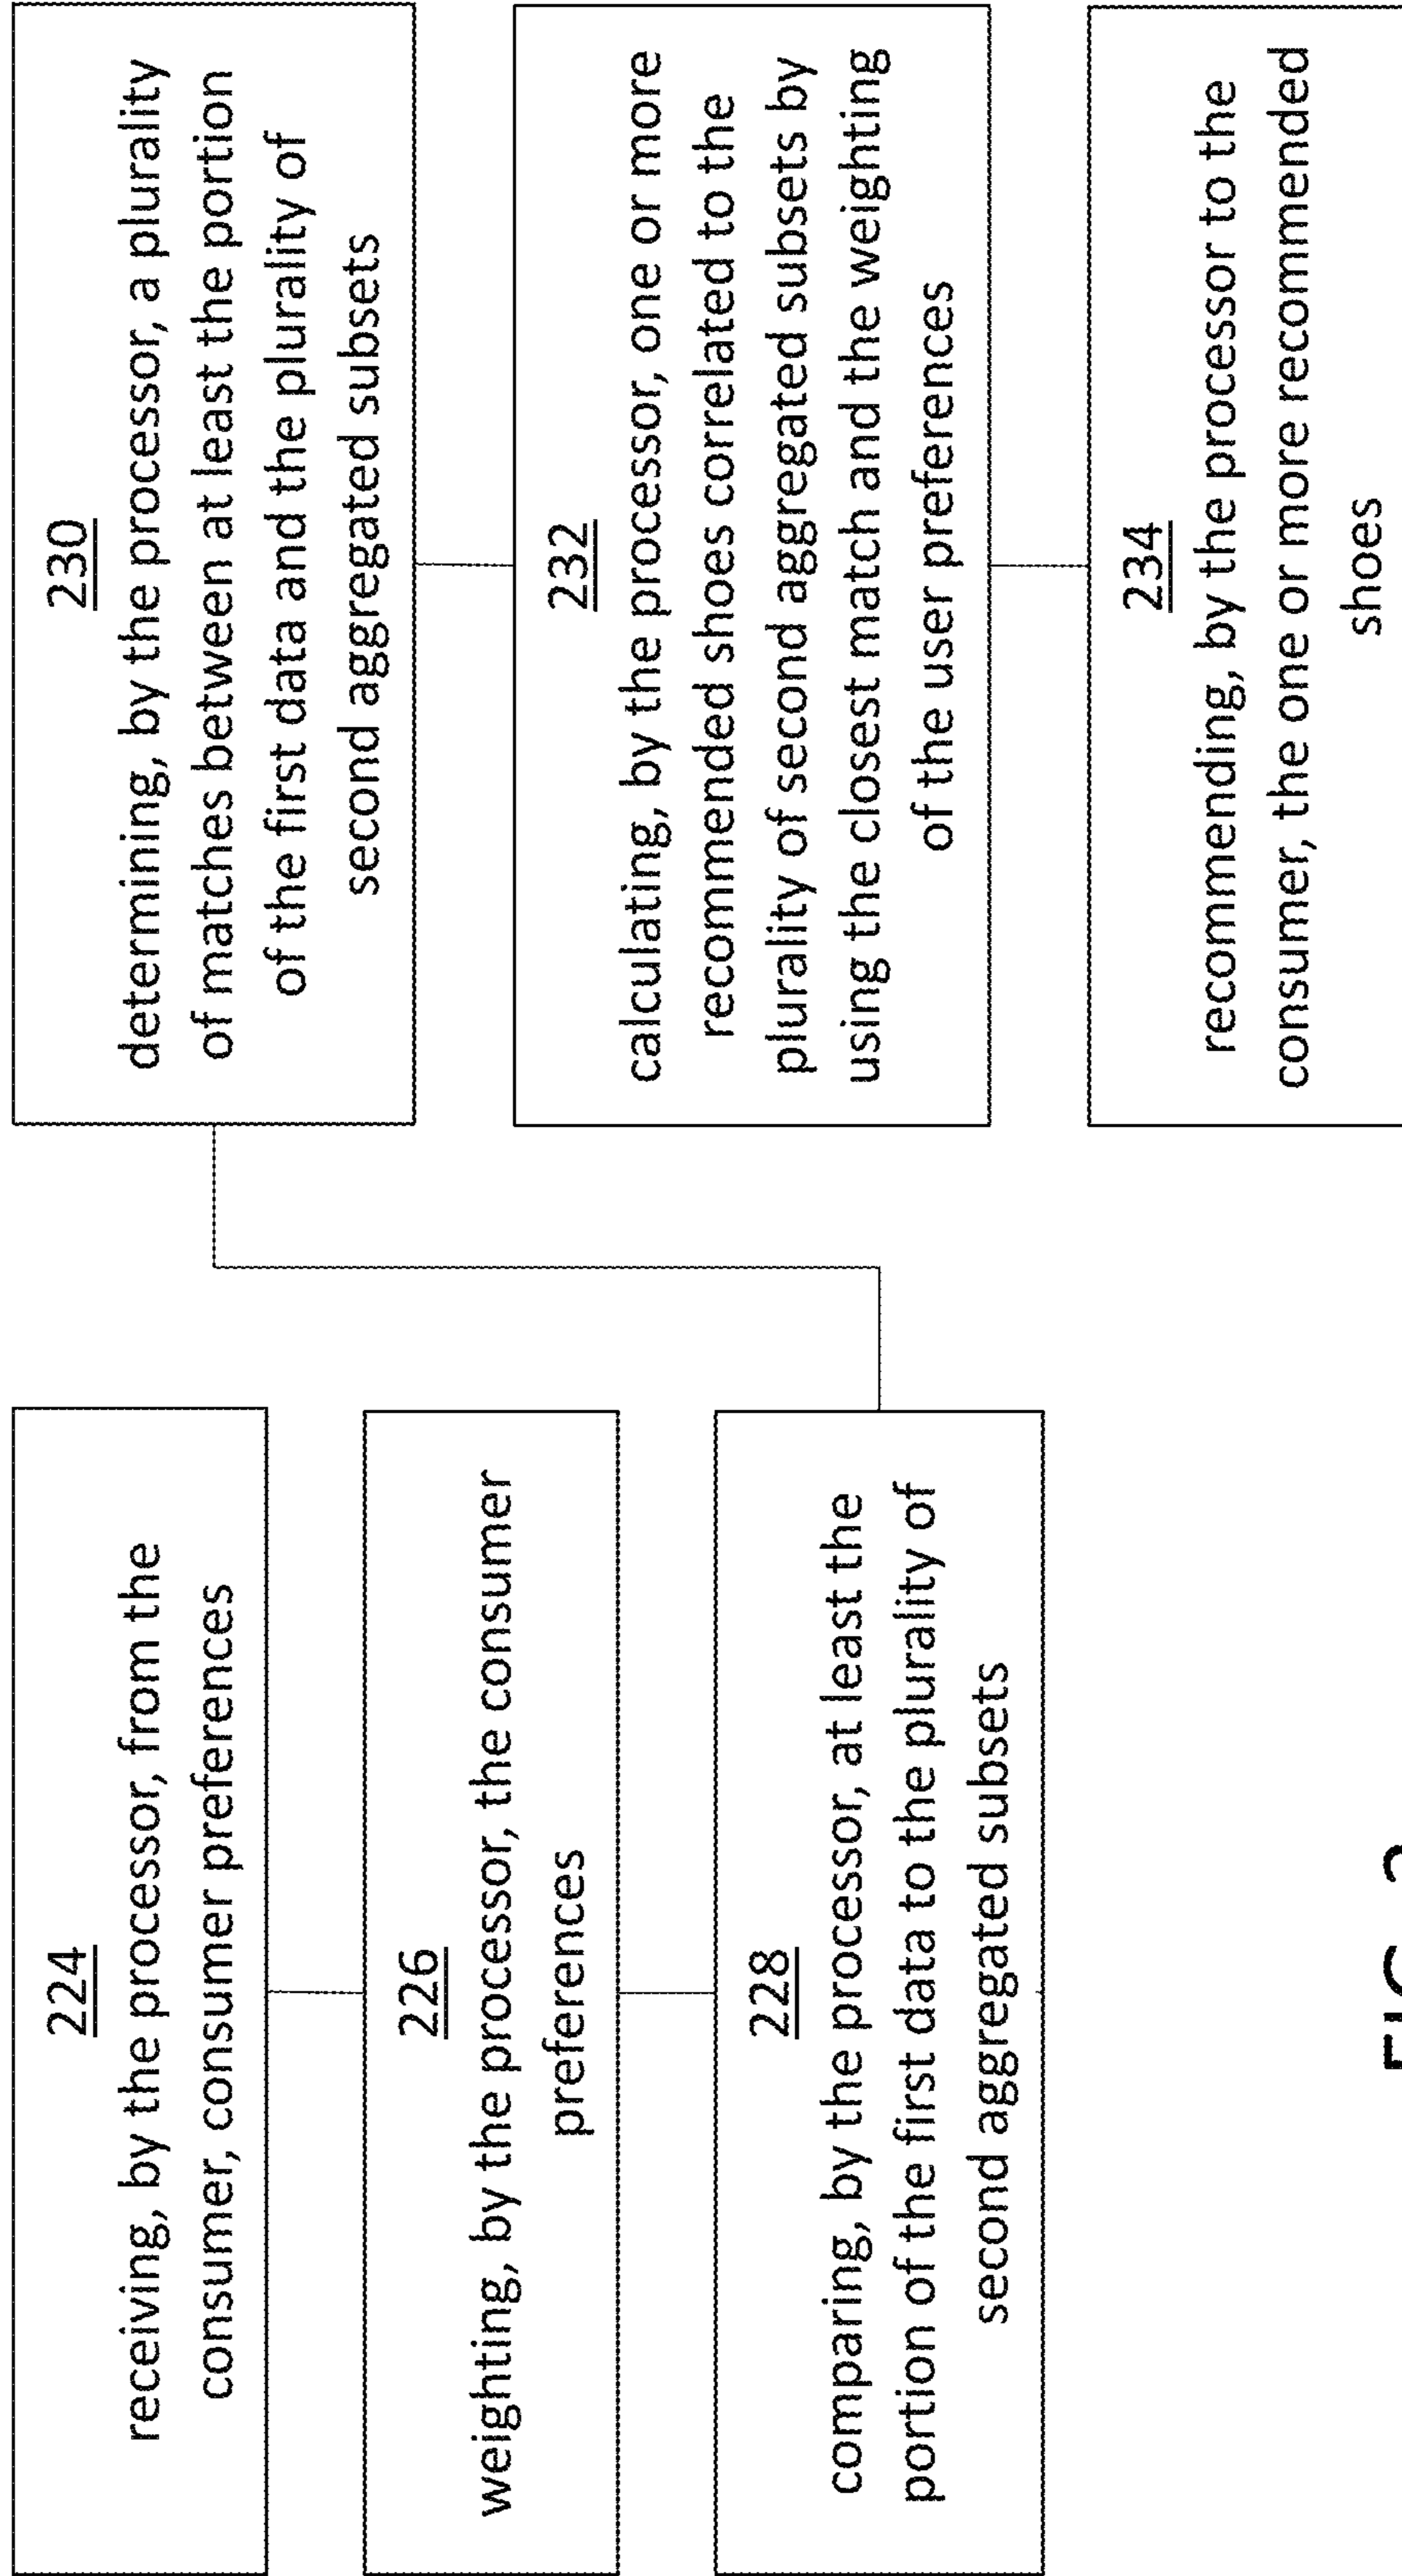 224
receiving, by the processor, from the
consumer, consumer preferences
226
weighting, by the processor, the consumer
preferences
228
comparing, by the processor, at least the
portion of the first data to the plurality of
second aggregated subsets
230
determining, by the processor, a plurality
of matches between at least the portion
of the first data and the plurality of
second aggregated subsets
232
calculating, by the processor, one or more
recommended shoes correlated to the
plurality of second aggregated subsets by
using the closest match and the weighting
of the user preferences
234
recommending, by the processor to the
consumer, the one or more recommended
shoes
FIG.